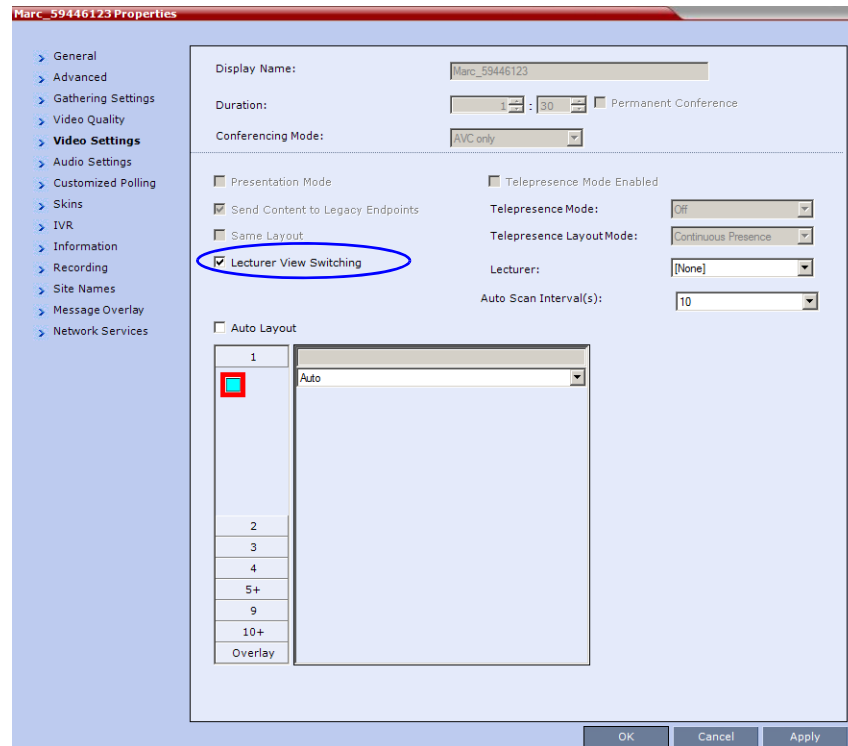 Marc_59446123 Properties
General
Advanced
Gathering Settings
Video Quality
Video Settings
Audio Settings
Customized Polling
Skins
IVR
Information
Recording
Site Names
Message Overlay
Network Services
Display Name: Marc_59446123
Duration: 1 : 30 Permanent Conference
Conferencing Mode: AVC only
Presentation Mode Telepresence Mode Enabled
Send Content to Legacy Endpoints Telepresence Mode: Off
Same Layout Telepresence Layout Mode: Continuous Presence
Lecturer View Switching Lecturer: [None]
Auto Scan Interval(s): 10
Auto Layout
1
Auto
2
3
4
5+
9
10+
Overlay
OK Cancel Apply